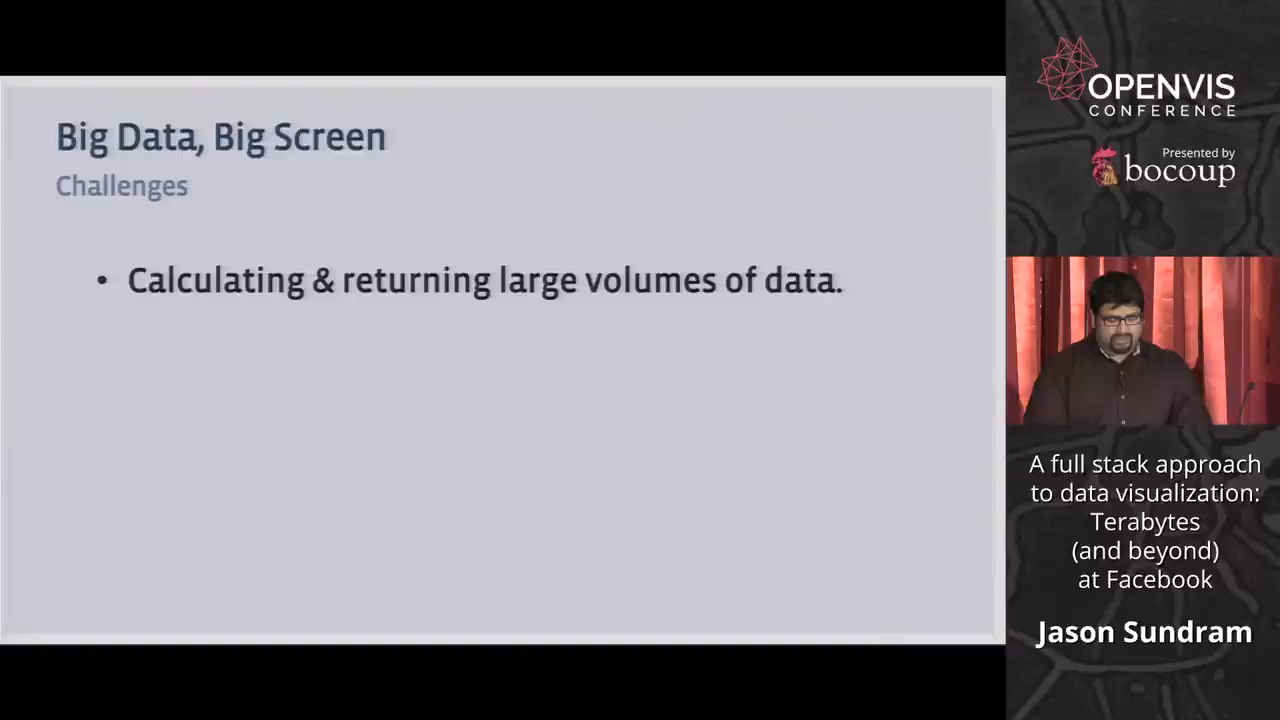 Big Data, Big Screen
Challenges
• Calculating & returning large volumes of data.
OPENVIS
CONFERENCE
Presented by
bocoup
A full stack approach
to data visualization:
Terabytes
(and beyond)
at Facebook
Jason Sundram